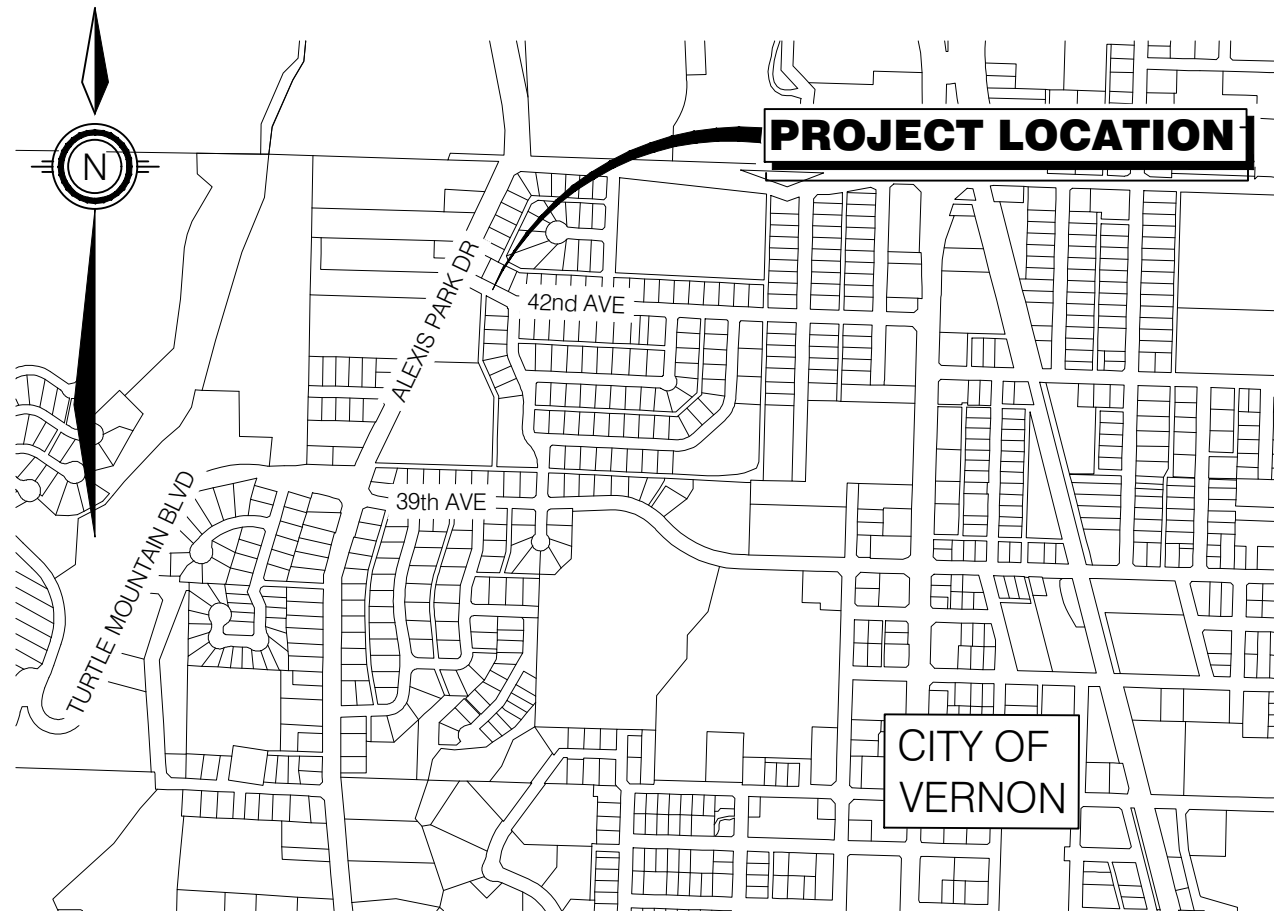 N
PROJECT LOCATION
ALEXIS PARK DR
42nd AVE
39th AVE
TURTLE MOUNTAIN BLVD
CITY OF
VERNON